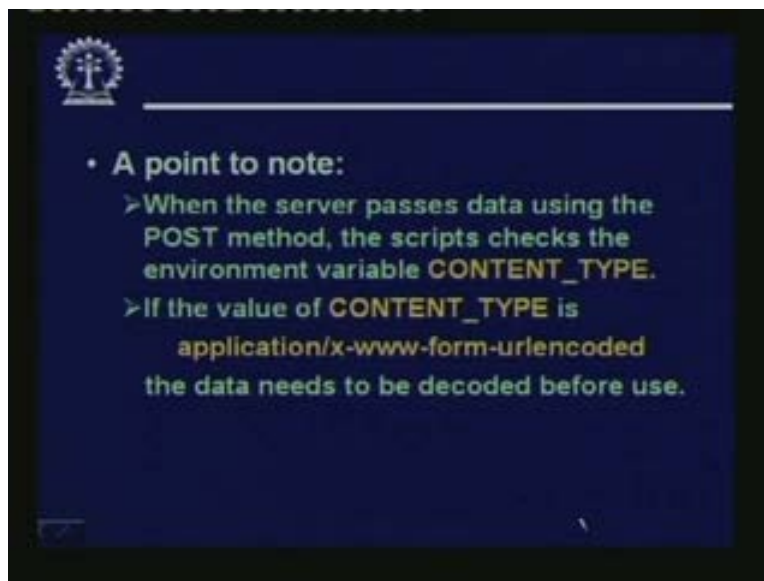 • A point to note:
➢When the server passes data using the
POST method, the scripts checks the
environment variable CONTENT_TYPE.
➢If the value of CONTENT_TYPE is
application/x-www-form-urlencoded
the data needs to be decoded before use.